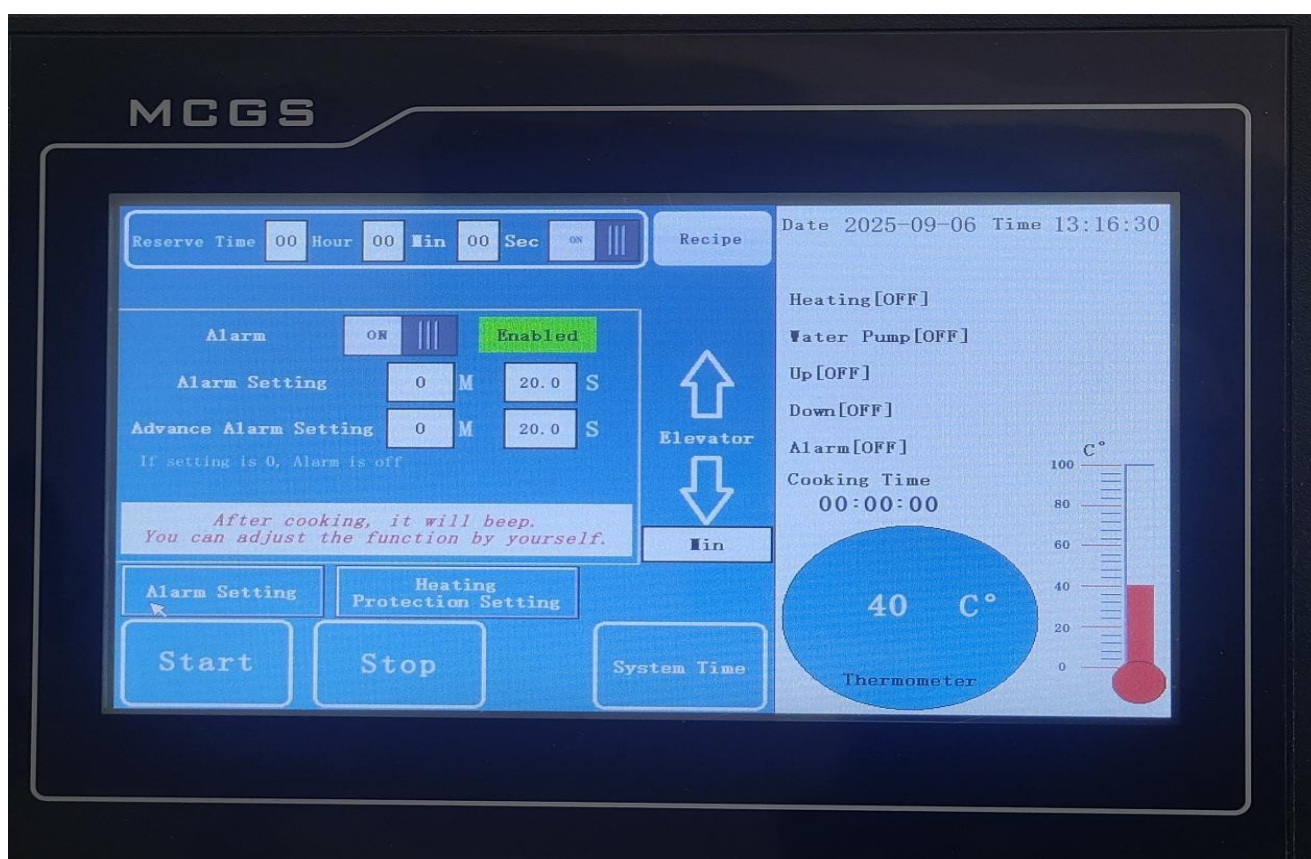 MCGS
Reserve Time 00 Hour 00 Min 00 Sec ON
Recipe
Date 2025-09-06 Time 13:16:30
Alarm ON Enabled
Alarm Setting 0 M 20.0 S
Advance Alarm Setting 0 M 20.0 S
If setting is 0, Alarm is off
After cooking, it will beep.
You can adjust the function by yourself.
Elevator
Min
Alarm Setting
Heating
Protection Setting
Start
Stop
System Time
Heating[OFF]
Water Pump[OFF]
Up[OFF]
Down[OFF]
Alarm[OFF]
Cooking Time
00:00:00
40 C°
Thermometer
C°
100
80
60
40
20
0